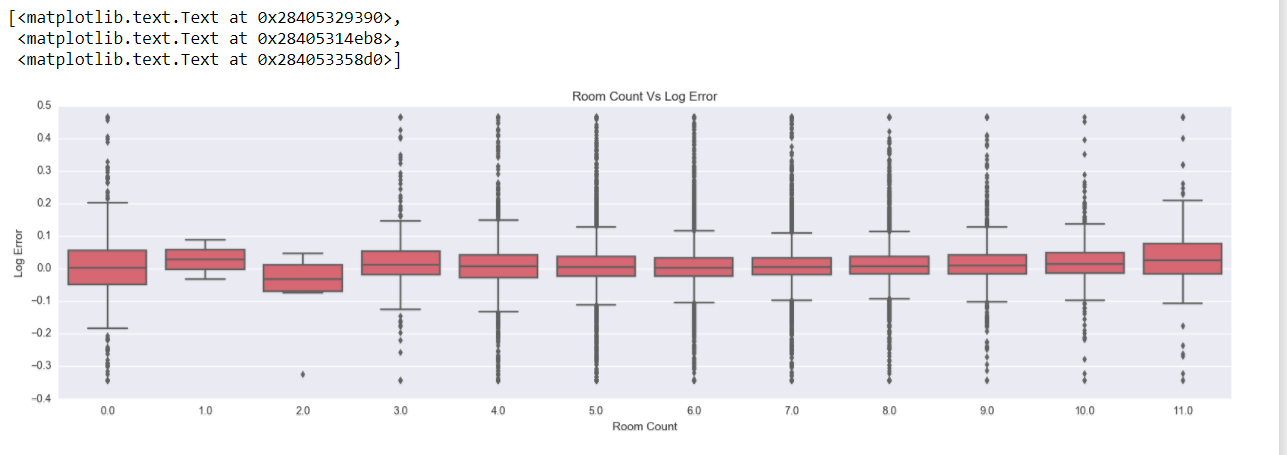 [<matplotlib.text.Text at 0x28405329390>,
<matplotlib.text.Text at 0x28405314eb8>,
<matplotlib.text.Text at 0x284053358d0>]
Room Count Vs Log Error
0.5
0.4
0.3
0.2
0.1
0.0
−0.1
−0.2
−0.3
−0.4
Log Error
0.0 1.0 2.0 3.0 4.0 5.0 6.0 7.0 8.0 9.0 10.0 11.0
Room Count